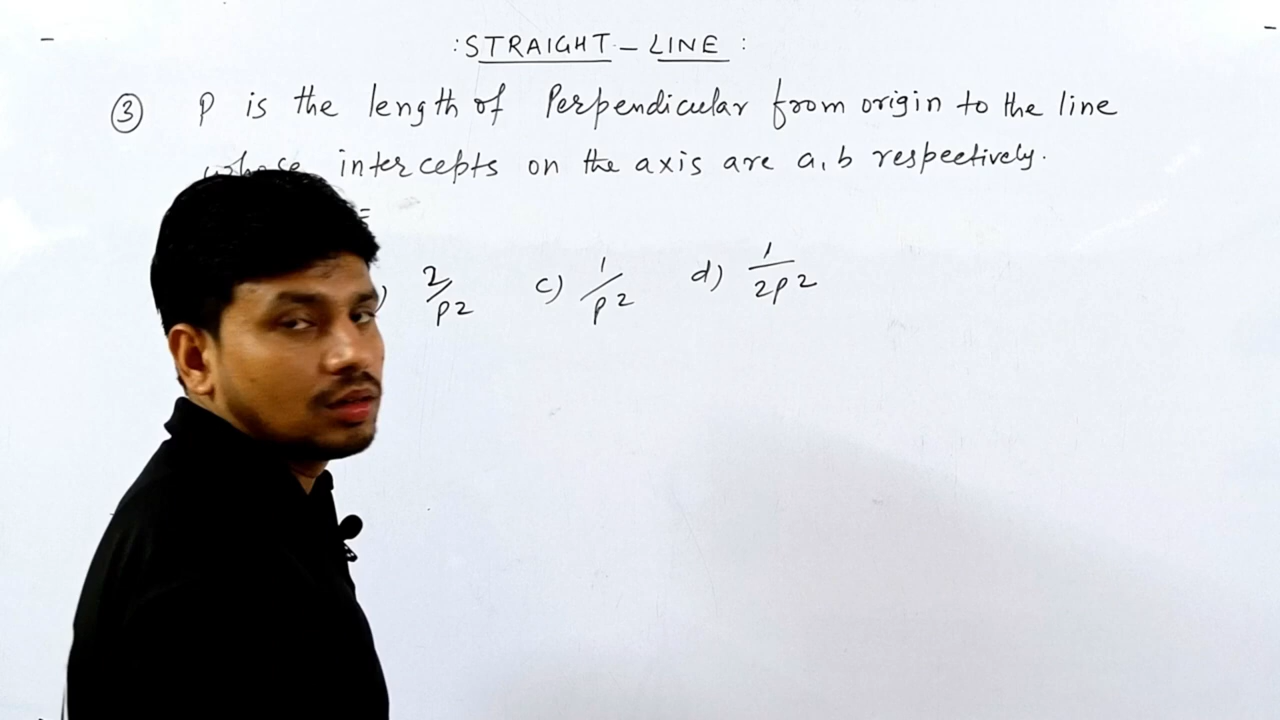 :STRAIGHT-LINE:
③ P is the length of Perpendicular from origin to the line
whose intercepts on the axis are a, b respectively.
=
) 2/p2 c) 1/p2 d) 1/2p2